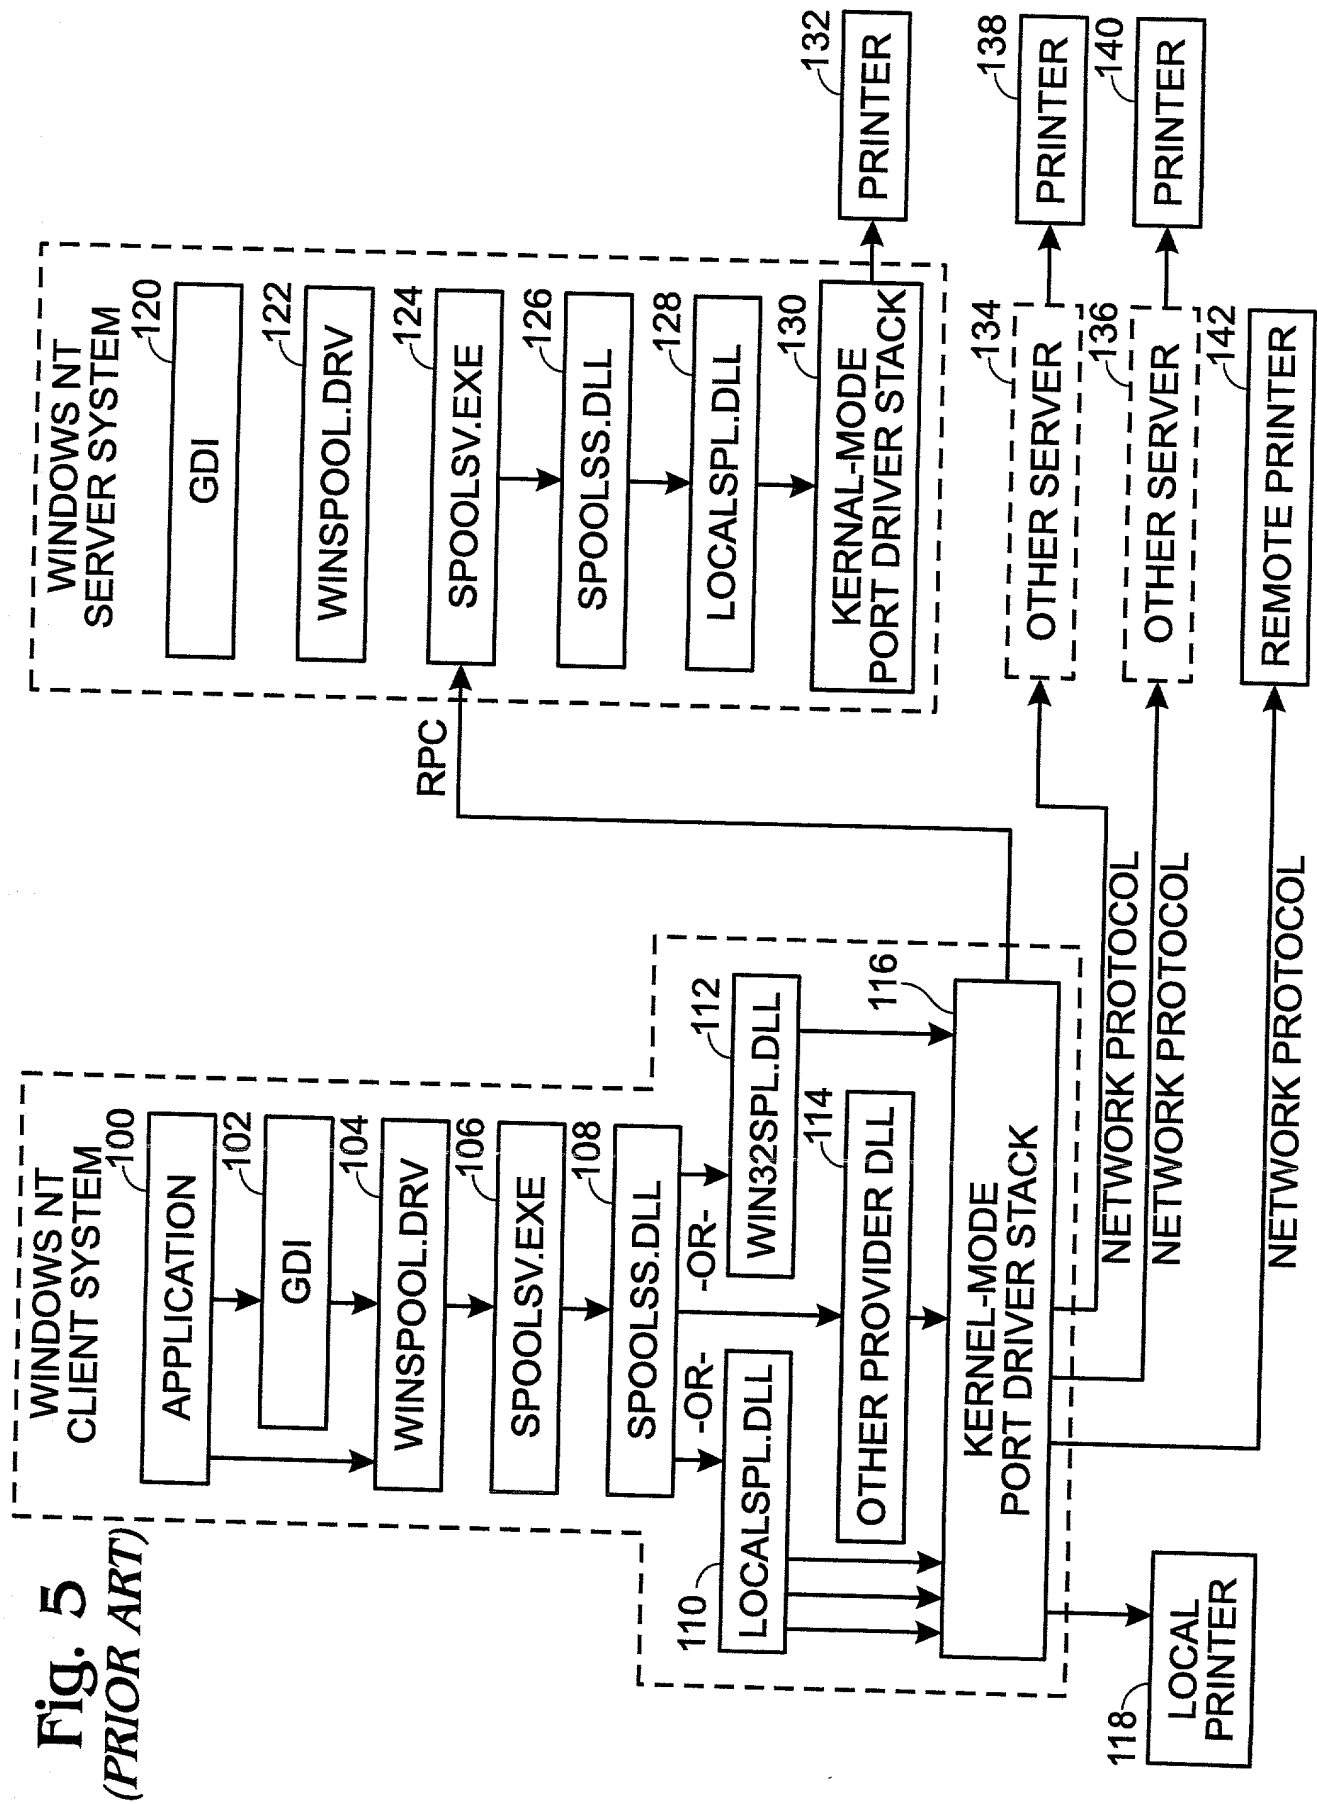 Fig. 5
(PRIOR ART)
WINDOWS NT
CLIENT SYSTEM
100
APPLICATION
102
GDI
104
WINSPOOL.DRV
106
SPOOLSV.EXE
108
SPOOLSS.DLL
-OR-
-OR-
110
LOCALSPL.DLL
112
WIN32SPL.DLL
114
OTHER PROVIDER DLL
116
KERNEL-MODE
PORT DRIVER STACK
118
LOCAL
PRINTER
RPC
NETWORK PROTOCOL
NETWORK PROTOCOL
NETWORK PROTOCOL
WINDOWS NT
SERVER SYSTEM
120
GDI
122
WINSPOOL.DRV
124
SPOOLSV.EXE
126
SPOOLSS.DLL
128
LOCALSPL.DLL
130
KERNAL-MODE
PORT DRIVER STACK
132
PRINTER
134
OTHER SERVER
138
PRINTER
136
OTHER SERVER
140
PRINTER
142
REMOTE PRINTER